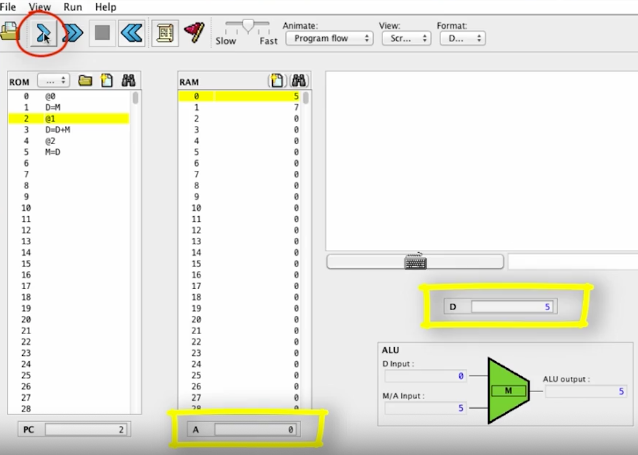 File View Run Help
Animate: View: Format:
Slow Fast Program flow Scr... D...
ROM ... RAM
0 @0 0 5
1 D=M 1 7
2 @1 2 0
3 D=D+M 3 0
4 @2 4 0
5 M=D 5 0
6 6 0
7 7 0
8 8 0
9 9 0
10 10 0
11 11 0
12 12 0
13 13 0
14 14 0
15 15 0
16 16 0
17 17 0
18 18 0
19 19 0
20 20 0
21 21 0
22 22 0
23 23 0
24 24 0
25 25 0
26 26 0
27 27 0
28 28 0
PC 2 A 0
D 5
ALU
D Input :
0
ALU output :
M
5
M/A Input :
5